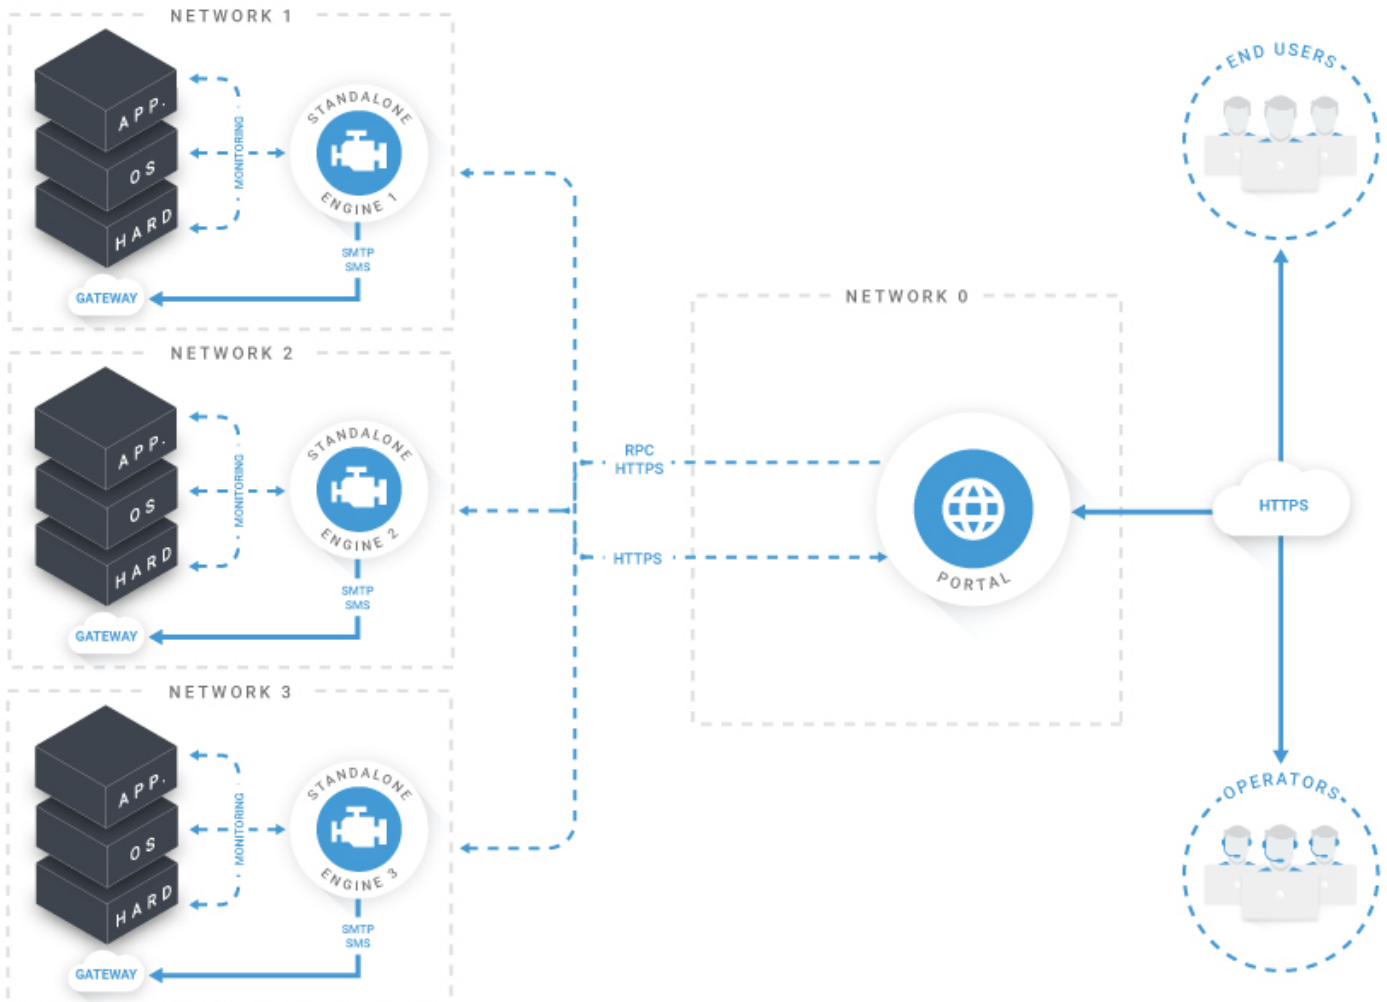 NETWORK 1
APP.
OS
HARD
MONITORING
STANDALONE
ENGINE 1
SMTP
SMS
GATEWAY
NETWORK 2
APP.
OS
HARD
MONITORING
STANDALONE
ENGINE 2
SMTP
SMS
GATEWAY
NETWORK 3
APP.
OS
HARD
MONITORING
STANDALONE
ENGINE 3
SMTP
SMS
GATEWAY
RPC
HTTPS
HTTPS
NETWORK 0
PORTAL
END USERS
HTTPS
OPERATORS